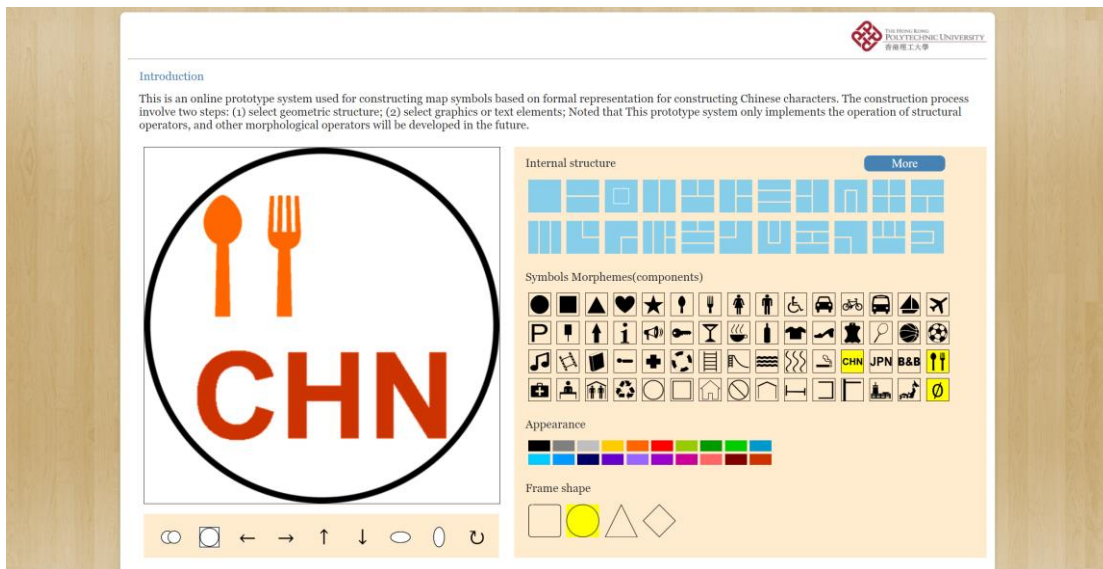 THE HONG KONG
POLYTECHNIC UNIVERSITY
香港理工大學
Introduction
This is an online prototype system used for constructing map symbols based on formal representation for constructing Chinese characters. The construction process
involve two steps: (1) select geometric structure; (2) select graphics or text elements; Noted that This prototype system only implements the operation of structural
operators, and other morphological operators will be developed in the future.
CHN
Internal structure
More
Symbols Morphemes(components)
P
i
CHN JPN B&B
Appearance
Frame shape